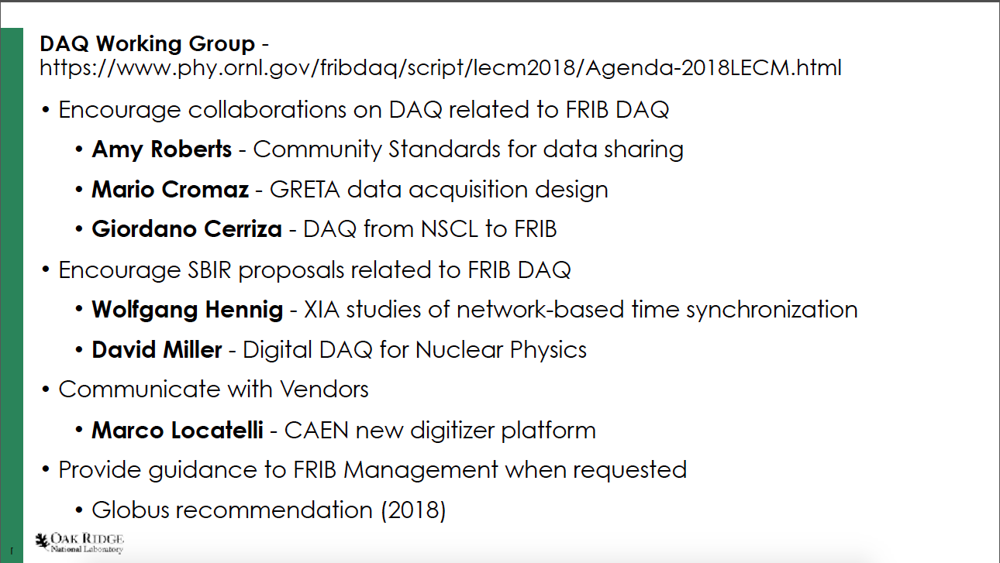 DAQ Working Group -
https://www.phy.ornl.gov/fribdaq/script/lecm2018/Agenda-2018LECM.html
• Encourage collaborations on DAQ related to FRIB DAQ
• Amy Roberts - Community Standards for data sharing
• Mario Cromaz - GRETA data acquisition design
• Giordano Cerriza - DAQ from NSCL to FRIB
• Encourage SBIR proposals related to FRIB DAQ
• Wolfgang Hennig - XIA studies of network-based time synchronization
• David Miller - Digital DAQ for Nuclear Physics
• Communicate with Vendors
• Marco Locatelli - CAEN new digitizer platform
• Provide guidance to FRIB Management when requested
• Globus recommendation (2018)
OAK RIDGE
National Laboratory